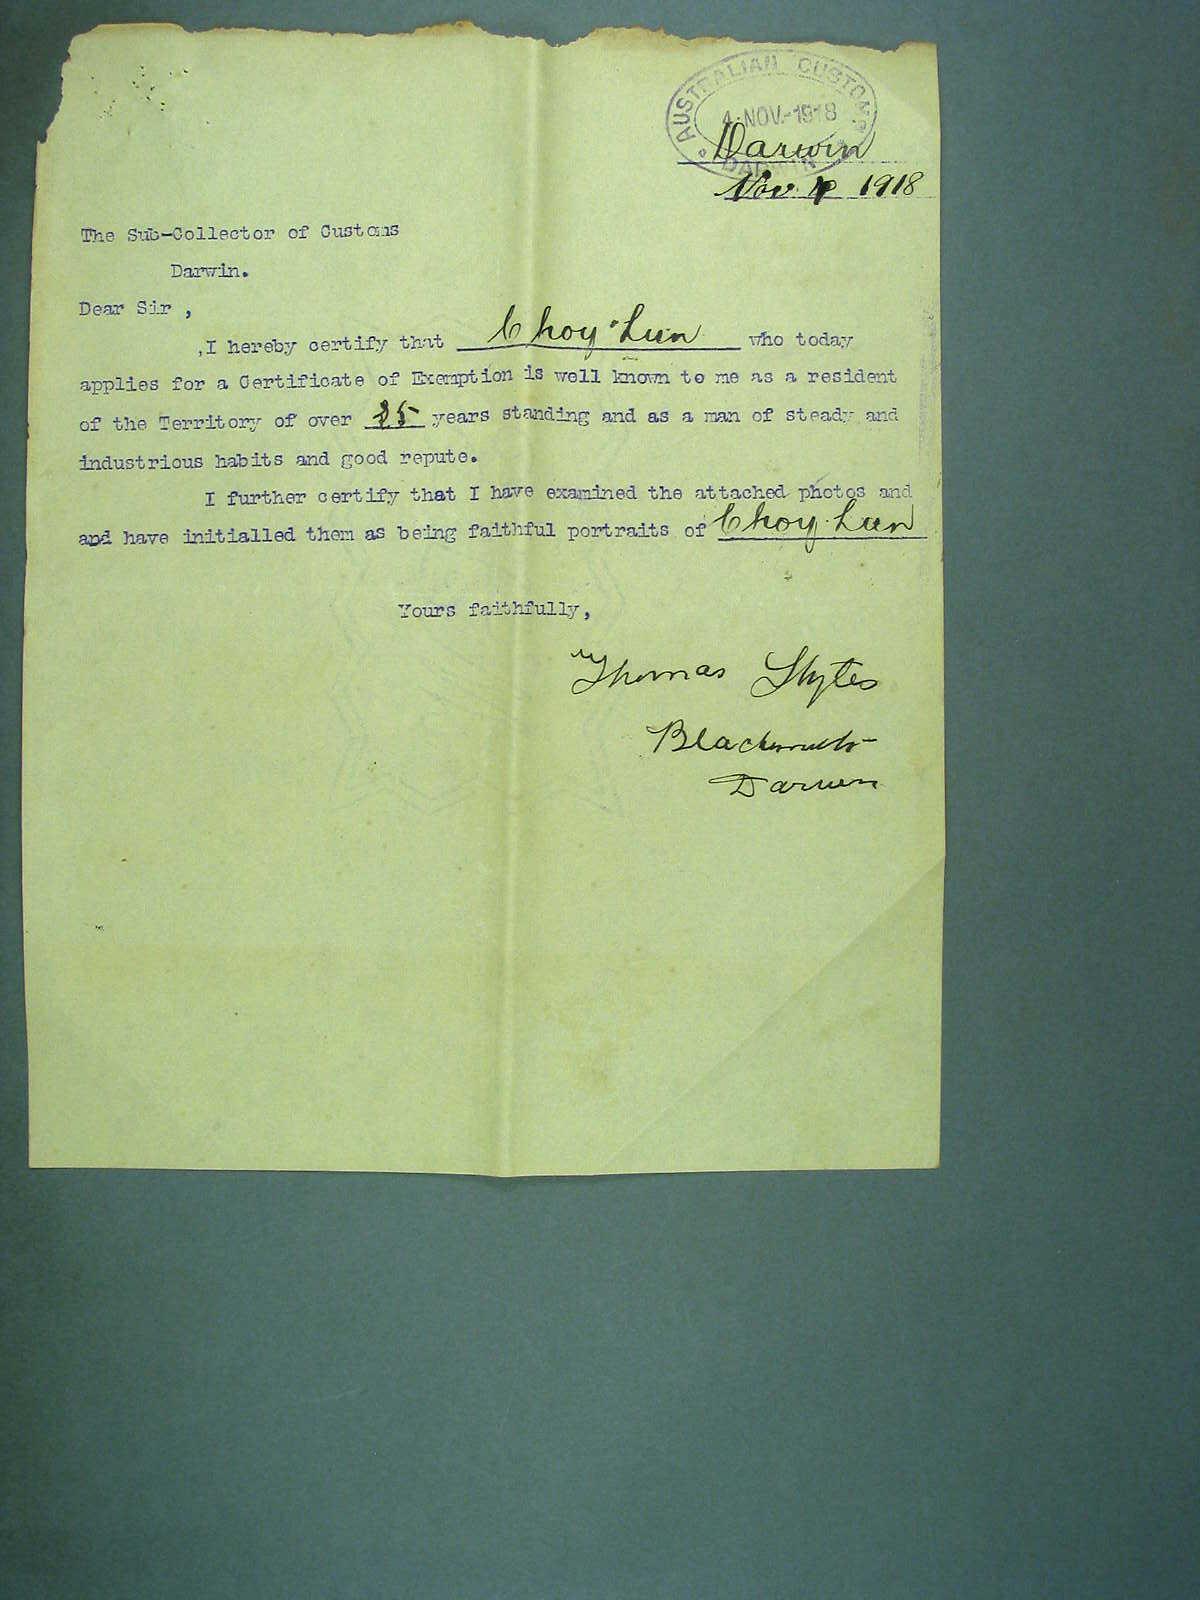 AUSTRALIAN CUSTOMS
4 NOV.-1918
DARWIN
Darwin
Nov. 4 1918
The Sub-Collector of Customs
Darwin.
Dear Sir ,
,I hereby certify that Choy Lun who today
applies for a Certificate of Exemption is well known to me as a resident
of the Territory of over years standing and as a man of steady and
industrious habits and good repute.
I further certify that I have examined the attached photos and
and have initialled them as being faithful portraits of Choy Lun
Yours faithfully,
Thomas Styles
Blacksmith
Darwin